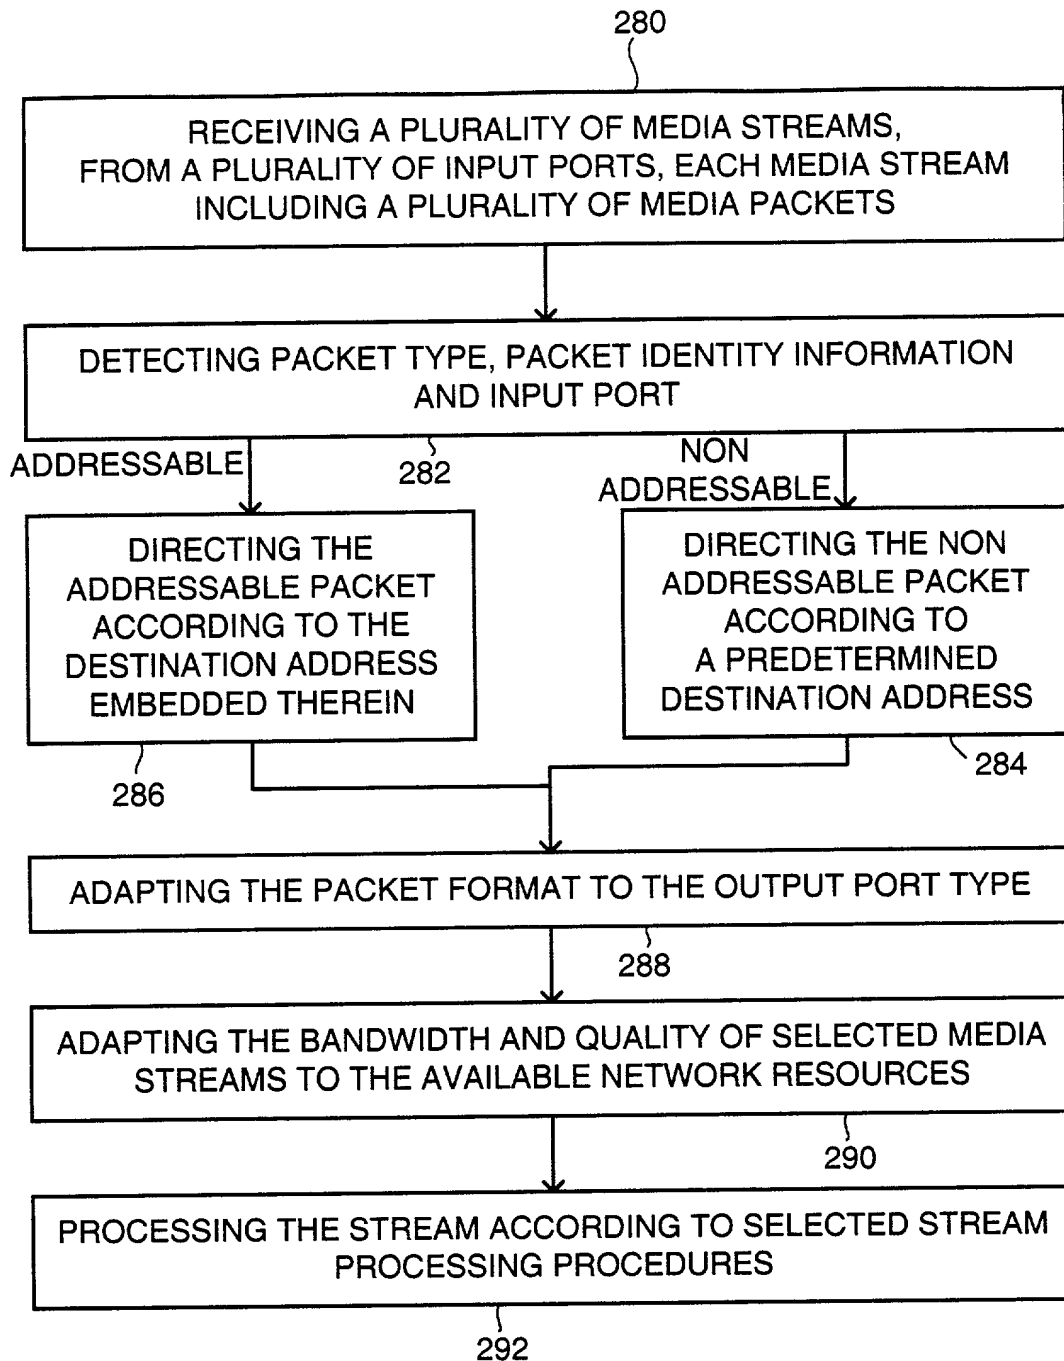 280
RECEIVING A PLURALITY OF MEDIA STREAMS,
FROM A PLURALITY OF INPUT PORTS, EACH MEDIA STREAM
INCLUDING A PLURALITY OF MEDIA PACKETS
DETECTING PACKET TYPE, PACKET IDENTITY INFORMATION
AND INPUT PORT
282
ADDRESSABLE
NON
ADDRESSABLE
DIRECTING THE
ADDRESSABLE PACKET
ACCORDING TO THE
DESTINATION ADDRESS
EMBEDDED THEREIN
286
DIRECTING THE NON
ADDRESSABLE PACKET
ACCORDING TO
A PREDETERMINED
DESTINATION ADDRESS
284
ADAPTING THE PACKET FORMAT TO THE OUTPUT PORT TYPE
288
ADAPTING THE BANDWIDTH AND QUALITY OF SELECTED MEDIA
STREAMS TO THE AVAILABLE NETWORK RESOURCES
290
PROCESSING THE STREAM ACCORDING TO SELECTED STREAM
PROCESSING PROCEDURES
292